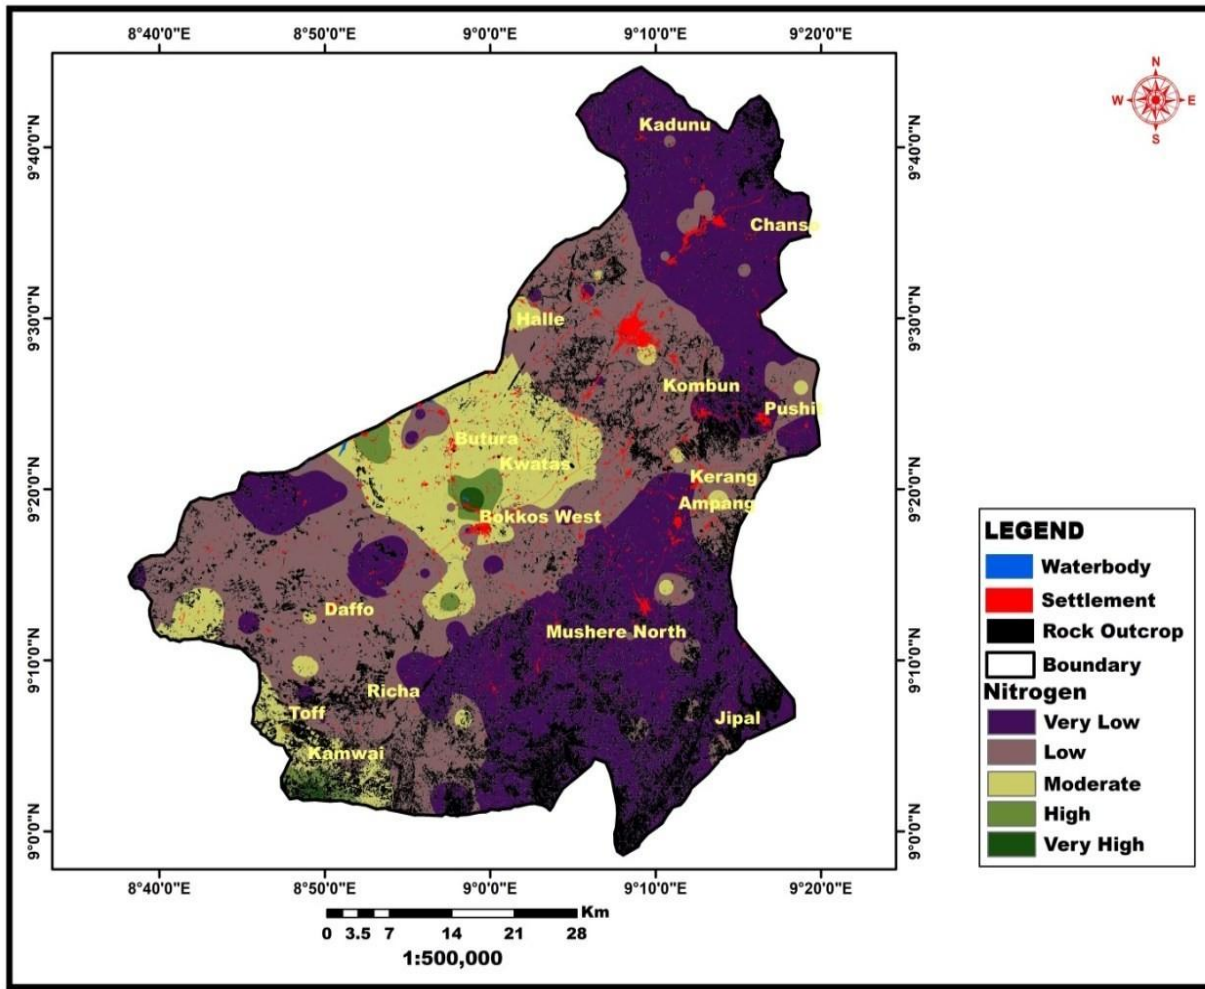 8°40'0"E 8°50'0"E 9°0'0"E 9°10'0"E 9°20'0"E
N
W E
S
9°40'0"N 9°40'0"N
9°30'0"N 9°30'0"N
9°20'0"N 9°20'0"N
9°10'0"N 9°10'0"N
9°0'0"N 9°0'0"N
Kadunu
Chanso
Halle
Kombun
Pushit
Butura
Kwatas
Kerang
Ampang
Bokkos West
Daffo
Mushere North
Richa
Toff
Jipal
Kamwai
LEGEND
Waterbody
Settlement
Rock Outcrop
Boundary
Nitrogen
Very Low
Low
Moderate
High
Very High
8°40'0"E 8°50'0"E 9°0'0"E 9°10'0"E 9°20'0"E
Km
0 3.5 7 14 21 28
1:500,000